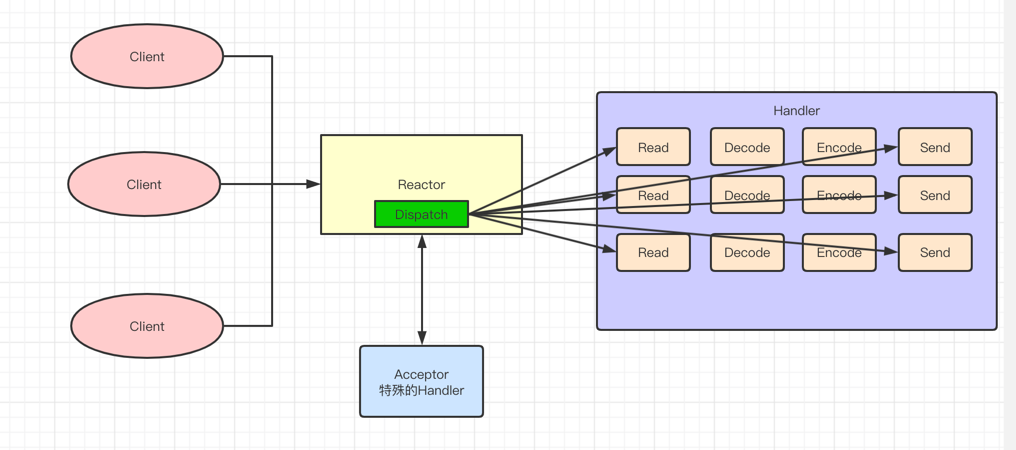 Client
Client
Client
Reactor
Dispatch
Acceptor
特殊的Handler
Handler
Read Decode Encode Send
Read Decode Encode Send
Read Decode Encode Send